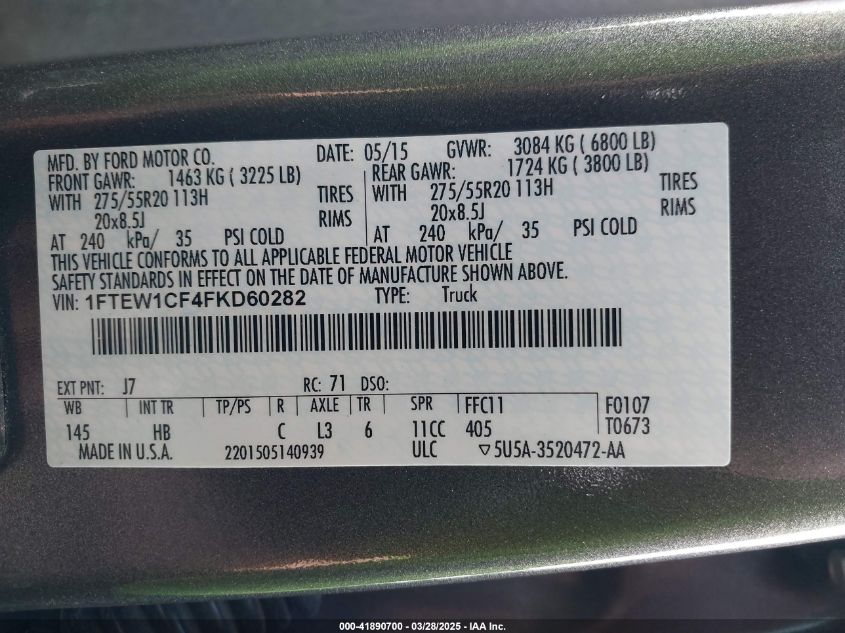 MFD. BY FORD MOTOR CO. DATE: 05/15 GVWR: 3084 KG ( 6800 LB)
FRONT GAWR: 1463 KG ( 3225 LB) REAR GAWR: 1724 KG ( 3800 LB)
WITH 275/55R20 113H TIRES WITH 275/55R20 113H TIRES
20x8.5J RIMS 20x8.5J RIMS
AT 240 kPa/ 35 PSI COLD AT 240 kPa/ 35 PSI COLD
THIS VEHICLE CONFORMS TO ALL APPLICABLE FEDERAL MOTOR VEHICLE
SAFETY STANDARDS IN EFFECT ON THE DATE OF MANUFACTURE SHOWN ABOVE.
VIN: 1FTEW1CF4FKD60282 TYPE: Truck
EXT PNT: J7 RC: 71 DSO:
WB INT TR TP/PS R AXLE TR SPR FFC11 F0107
145 HB C L3 6 11CC 405 T0673
MADE IN U.S.A. 2201505140939 ULC ▽5U5A-3520472-AA
000-41890700 — 03/28/2025 — IAA Inc.